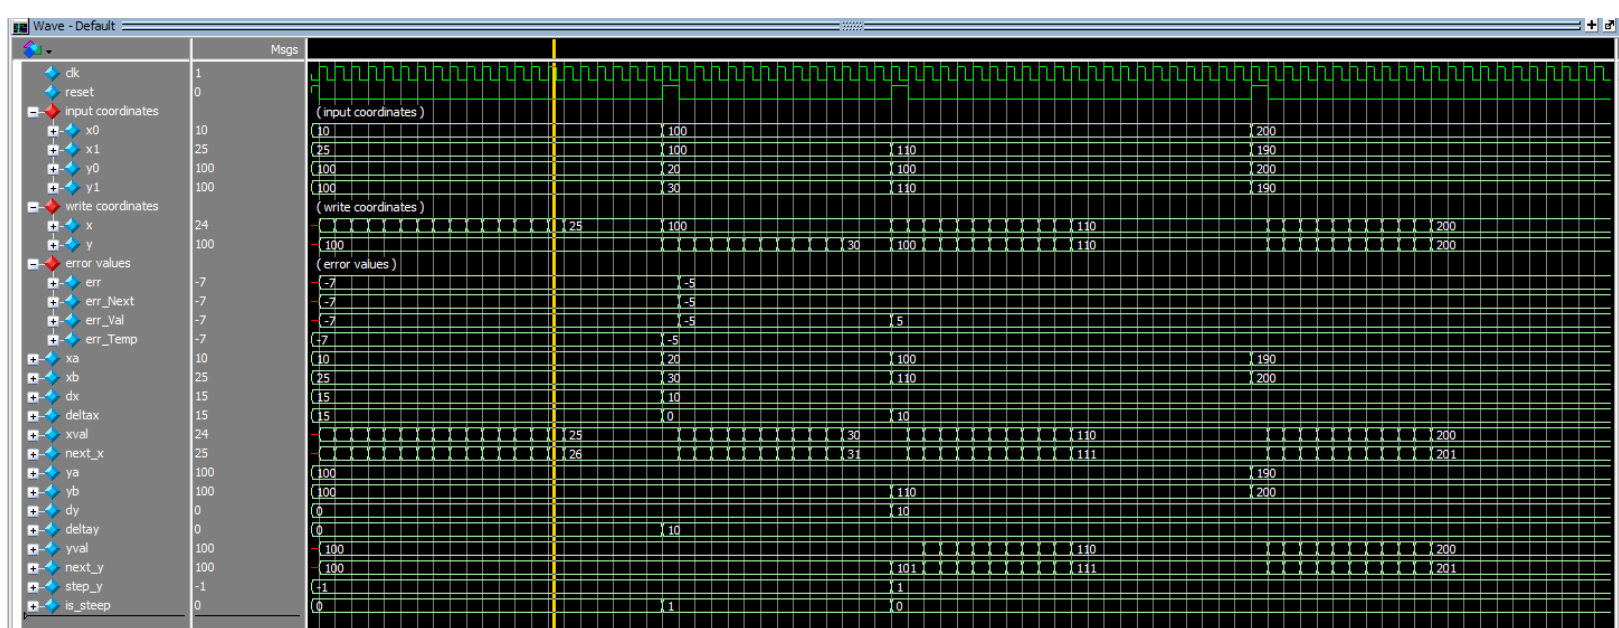 Wave - Default
Msgs
clk 1
reset 0
input coordinates (input coordinates)
x0 10 10 100 200
x1 25 25 100 110 190
y0 100 100 20 100 200
y1 100 100 30 110 190
write coordinates (write coordinates)
x 24 25 100 110 200
y 100 100 30 100 110 200
error values (error values)
err -7 -7 -5
err_Next -7 -7 -5
err_Val -7 -7 -5 5
err_Temp -7 -7 -5
xa 10 10 20 100 190
xb 25 25 30 110 200
dx 15 15 10
deltax 15 15 0 10
xval 24 25 30 110 200
next_x 25 26 31 111 201
ya 100 100 190
yb 100 100 110 200
dy 0 0 10
deltay 0 0 10
yval 100 100 110 200
next_y 100 100 101 111 201
step_y -1 -1 1
is_steep 0 0 1 0